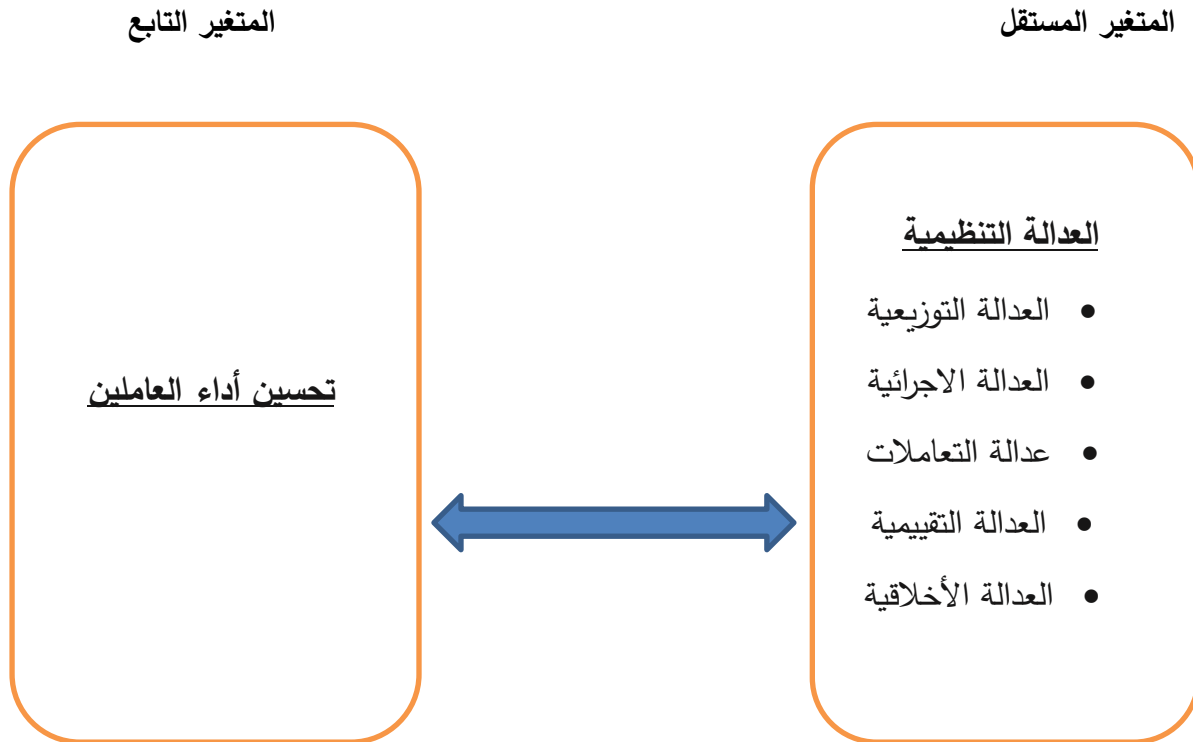 المتغير المستقل
المتغير التابع
العدالة التنظيمية
• العدالة التوزيعية
• العدالة الاجرائية
• عدالة التعاملات
• العدالة التقييمية
• العدالة الأخلاقية
تحسين أداء العاملين